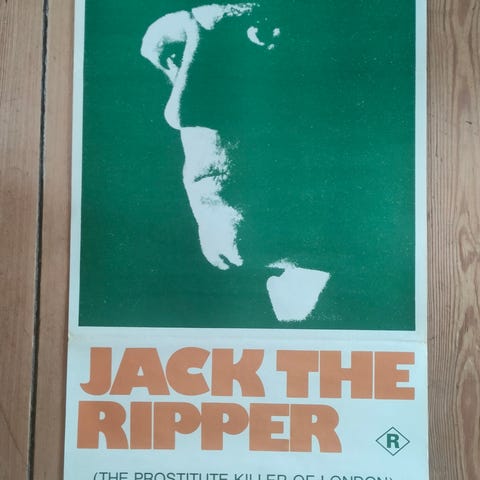 JACK THE
RIPPER
R
(THE PROSTITUTE KILLER OF LONDON)